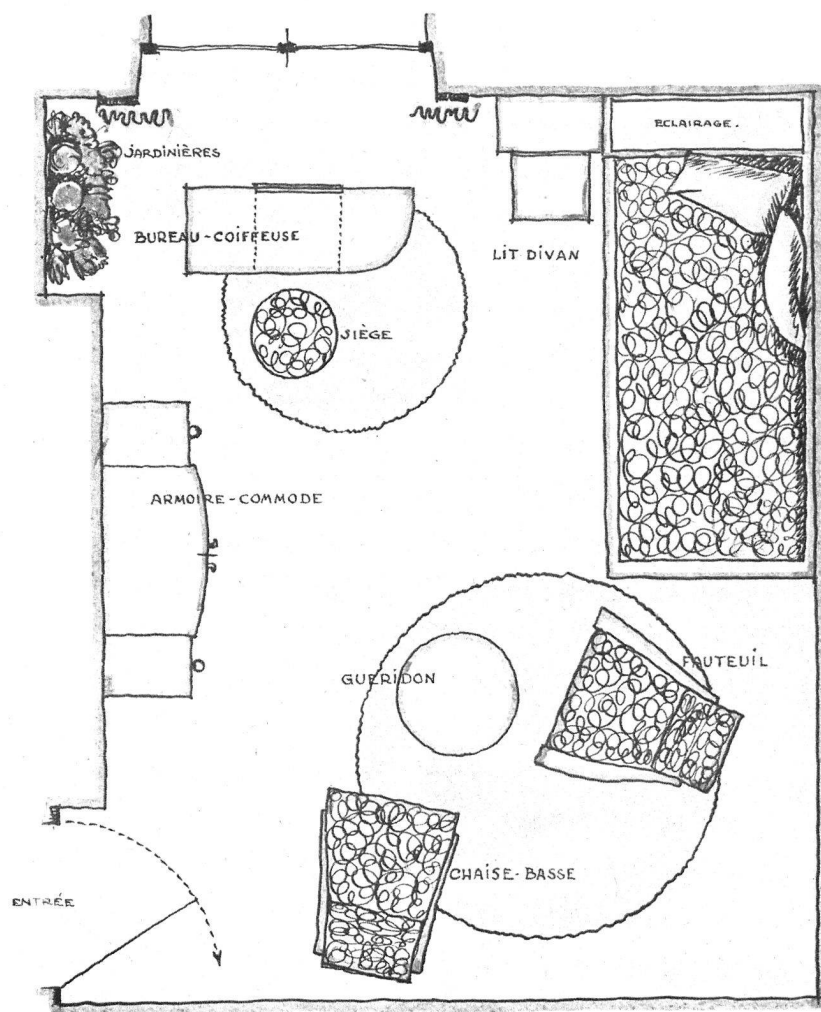 ECLAIRAGE.
JARDINIÈRES
BUREAU-COIFFEUSE
LIT DIVAN
SIÈGE
ARMOIRE-COMMODE
FAUTEUIL
GUERIDON
CHAISE-BASSE
ENTRÉE